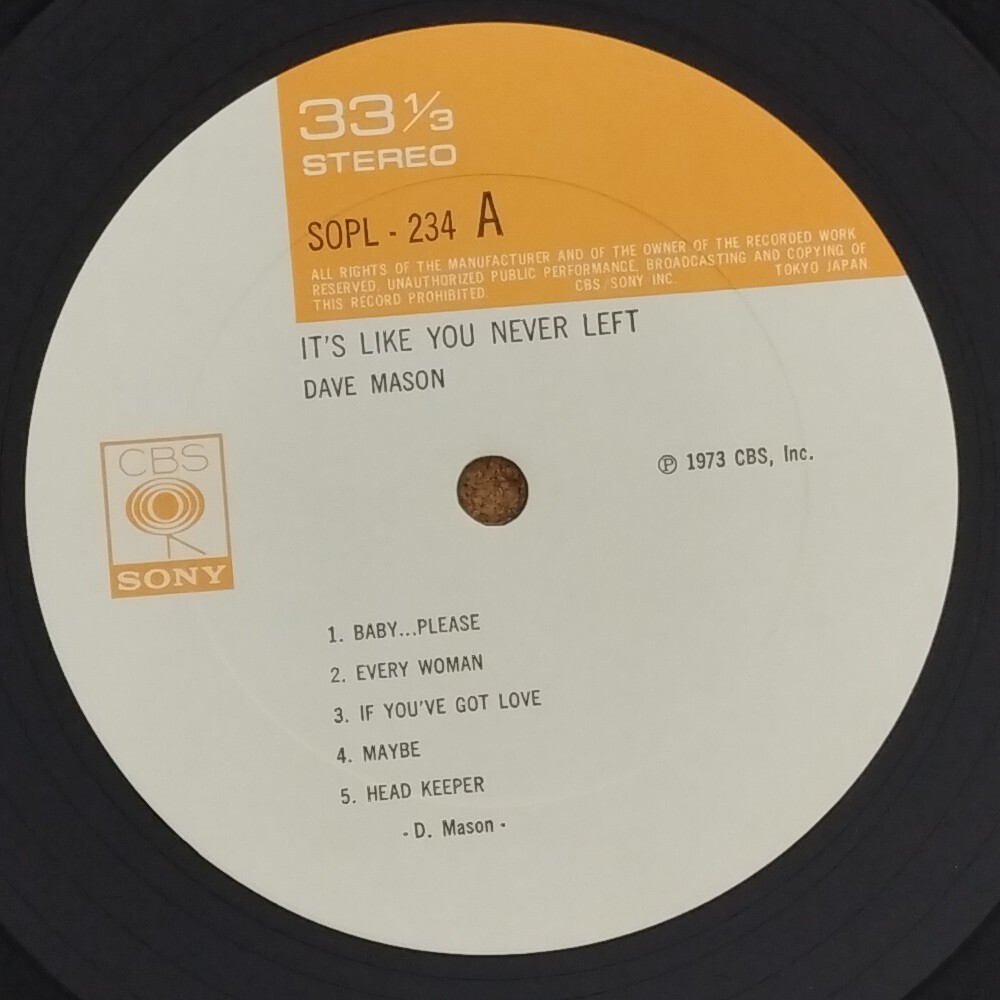 33 1/3
STEREO
SOPL - 234 A
ALL RIGHTS OF THE MANUFACTURER AND OF THE OWNER OF THE RECORDED WORK
RESERVED. UNAUTHORIZED PUBLIC PERFORMANCE, BROADCASTING AND COPYING OF
THIS RECORD PROHIBITED. CBS/SONY INC. TOKYO JAPAN
IT'S LIKE YOU NEVER LEFT
DAVE MASON
CBS
SONY
℗ 1973 CBS, Inc.
1. BABY...PLEASE
2. EVERY WOMAN
3. IF YOU'VE GOT LOVE
4. MAYBE
5. HEAD KEEPER
- D. Mason -